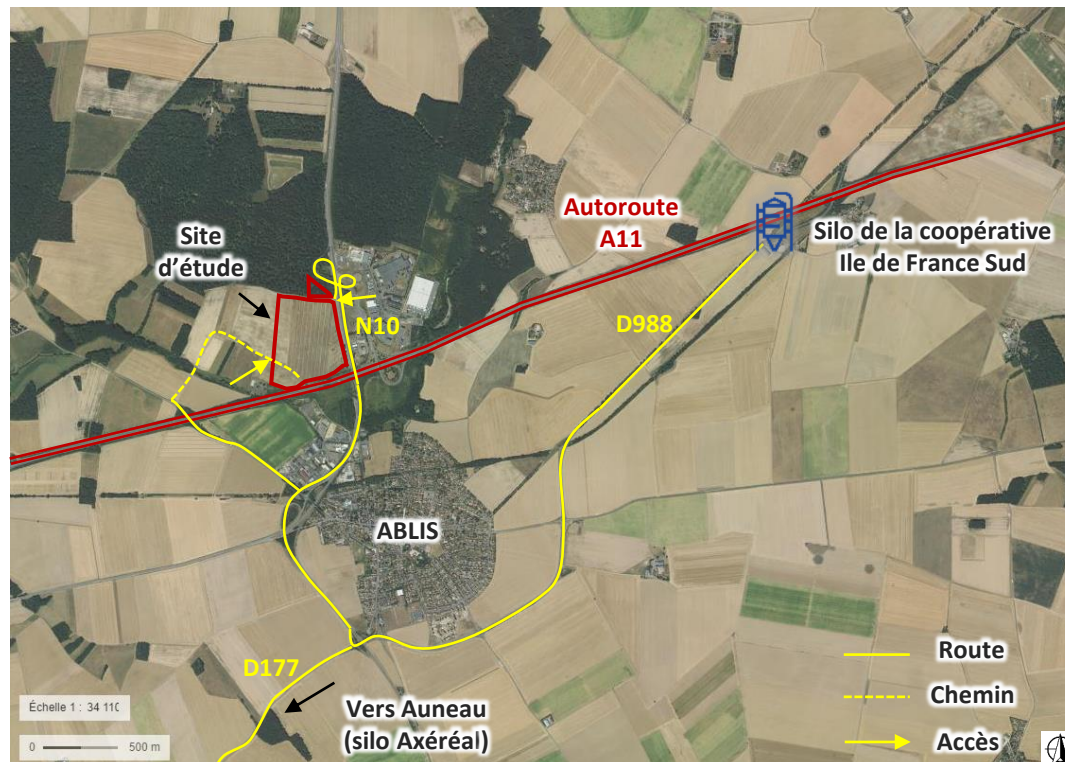 Autoroute
A11
Site
d'étude
Silo de la coopérative
Ile de France Sud
N10
D988
ABLIS
D177
Route
Chemin
Vers Auneau
(silo Axéréal)
Accès
Échelle 1 : 34 110
0
500 m